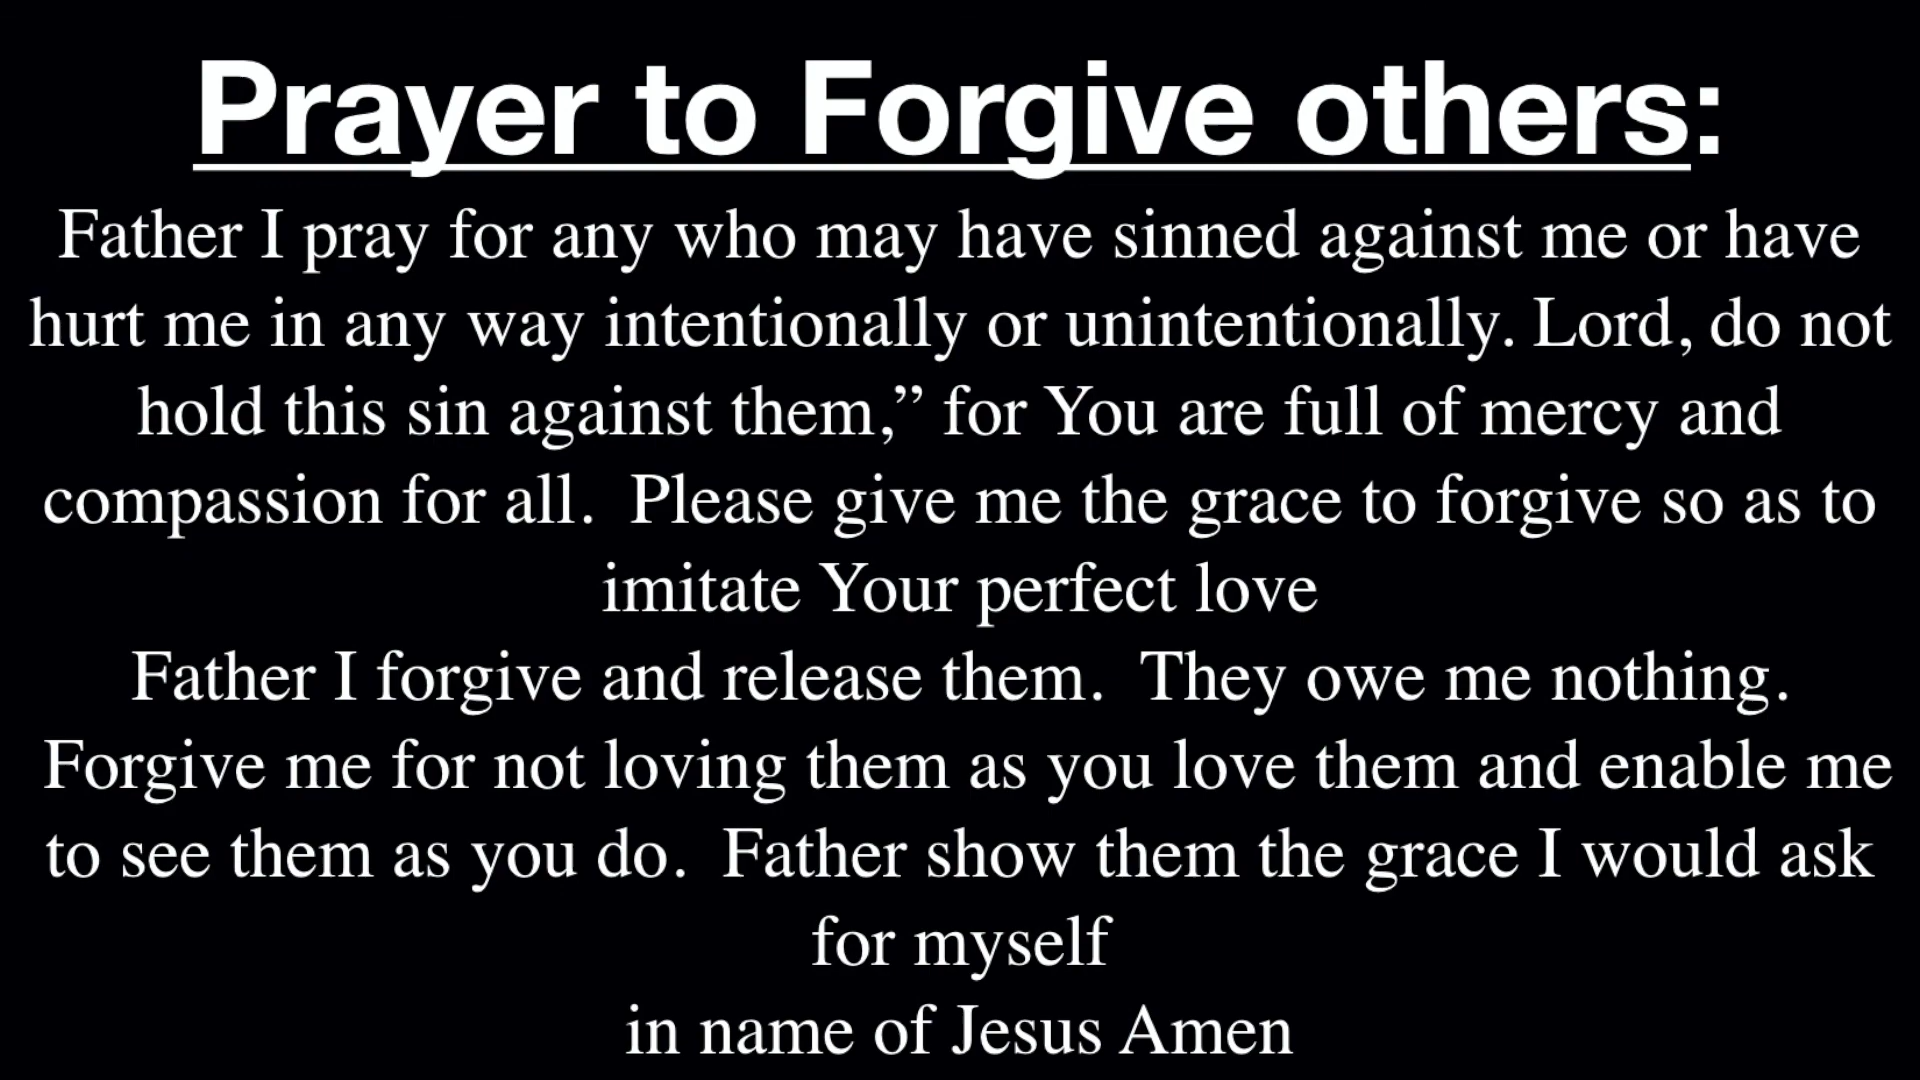 Prayer to Forgive others:
Father I pray for any who may have sinned against me or have
hurt me in any way intentionally or unintentionally. Lord, do not
hold this sin against them,” for You are full of mercy and
compassion for all.  Please give me the grace to forgive so as to
imitate Your perfect love
Father I forgive and release them.  They owe me nothing.
Forgive me for not loving them as you love them and enable me
to see them as you do.  Father show them the grace I would ask
for myself
in name of Jesus Amen